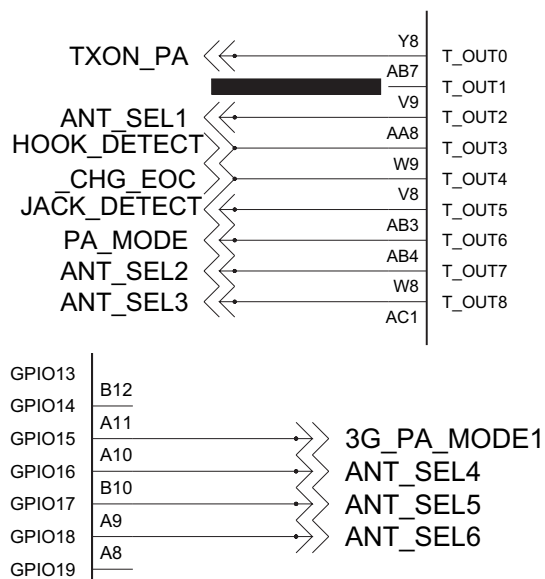 TXON_PA Y8 T_OUT0
AB7 T_OUT1
ANT_SEL1 V9 T_OUT2
HOOK_DETECT AA8 T_OUT3
_CHG_EOC W9 T_OUT4
JACK_DETECT V8 T_OUT5
PA_MODE AB3 T_OUT6
ANT_SEL2 AB4 T_OUT7
ANT_SEL3 W8 T_OUT8
AC1
GPIO13
B12
GPIO14
A11
GPIO15 3G_PA_MODE1
A10
GPIO16 ANT_SEL4
B10
GPIO17 ANT_SEL5
A9
GPIO18 ANT_SEL6
A8
GPIO19